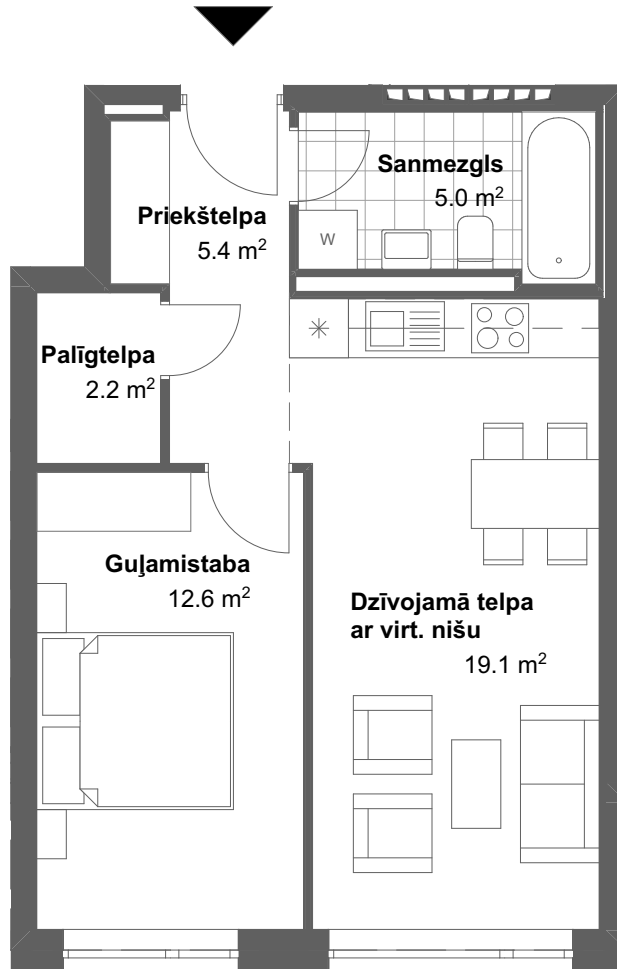 Sanmezgls
5.0 m²
Priekštelpa
5.4 m²
W
Palīgtelpa
2.2 m²
Guļamistaba
12.6 m²
Dzīvojamā telpa
ar virt. nišu
19.1 m²